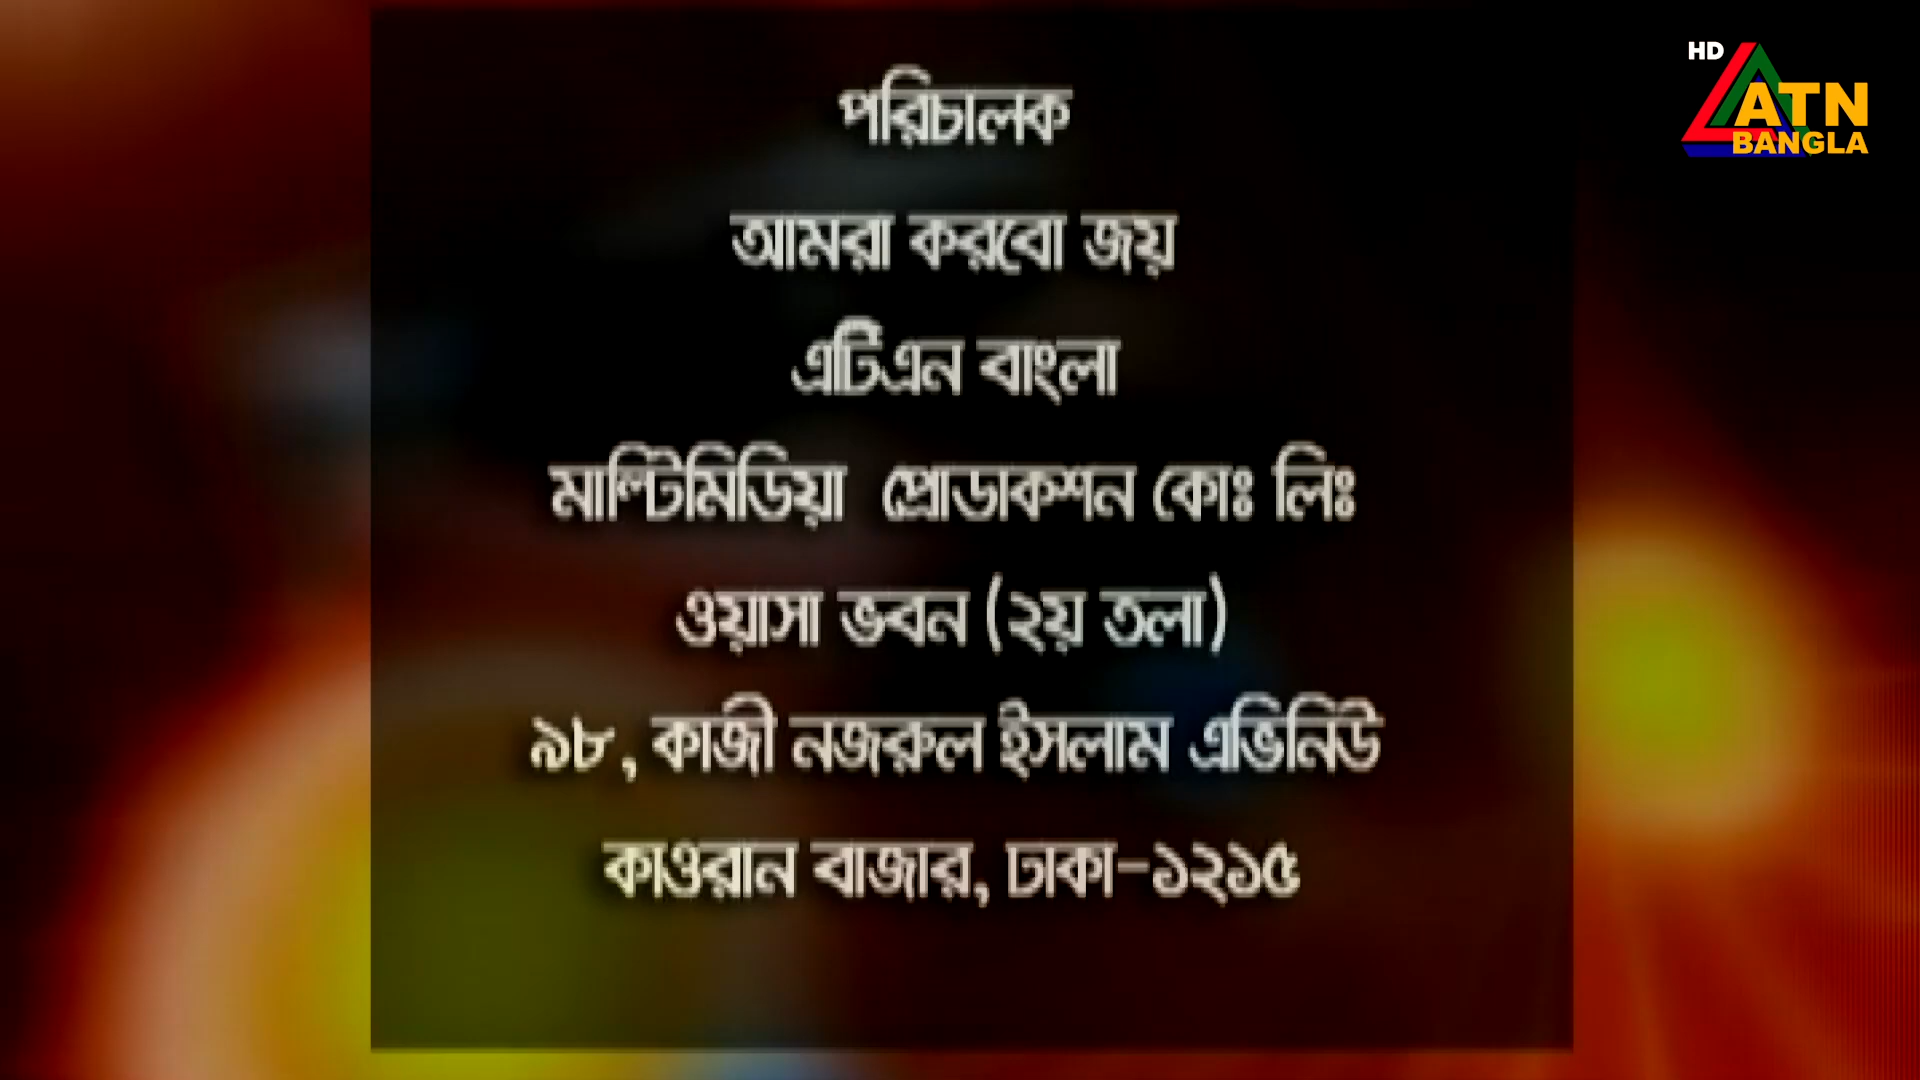 HD
ATN
BANGLA
পরিচালক
আমরা করবো জয়
এটিএন বাংলা
মাল্টিমিডিয়া প্রোডাকশন কোঃ লিঃ
ওয়াসা ভবন (২য় তলা)
৯৮, কাজী নজরুল ইসলাম এভিনিউ
কাওরান বাজার, ঢাকা-১২১৫